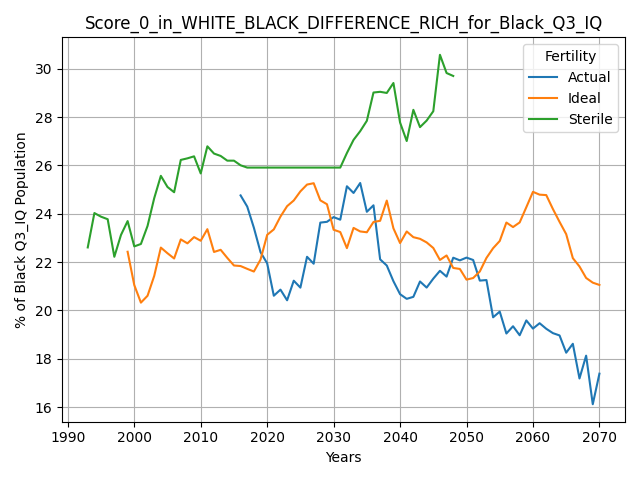 Score_0_in_WHITE_BLACK_DIFFERENCE_RICH_for_Black_Q3_IQ
Fertility
Actual
Ideal
Sterile
% of Black Q3_IQ Population
30
28
26
24
22
20
18
16
1990 2000 2010 2020 2030 2040 2050 2060 2070
Years